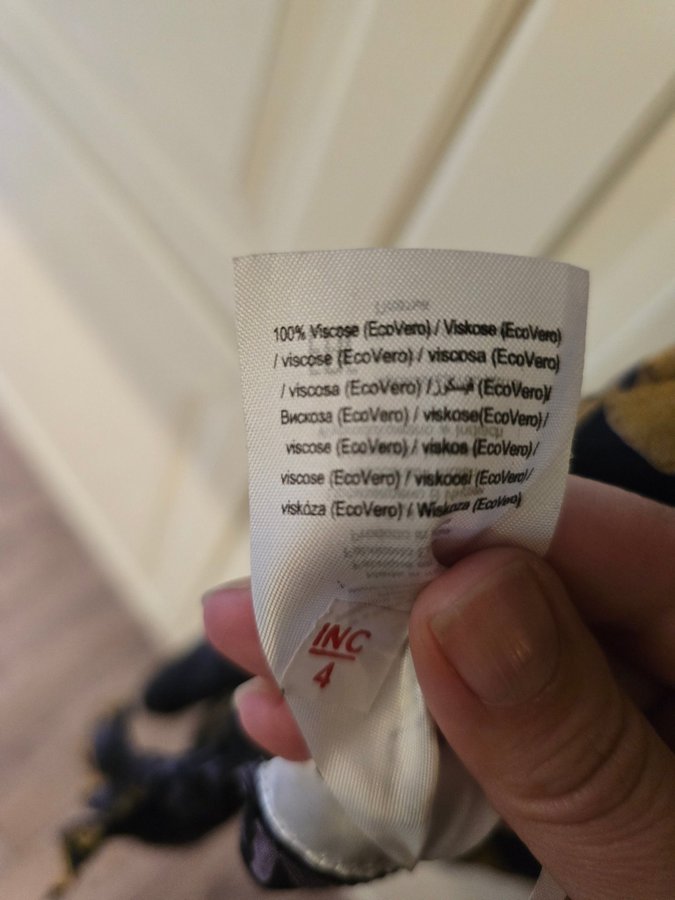 100% Viscose (EcoVero) / Viskose (EcoVero)
/ viscose (EcoVero) / viscosa (EcoVero)
/ viscosa (EcoVero) / فيسكوز (EcoVero)/
Вискоза (EcoVero) / viskose(EcoVero) /
viscose (EcoVero) / viskos (EcoVero) /
viscose (EcoVero) / viskoosi (EcoVero) /
viskóza (EcoVero) / Wiskoza (EcoVero)
INC
4